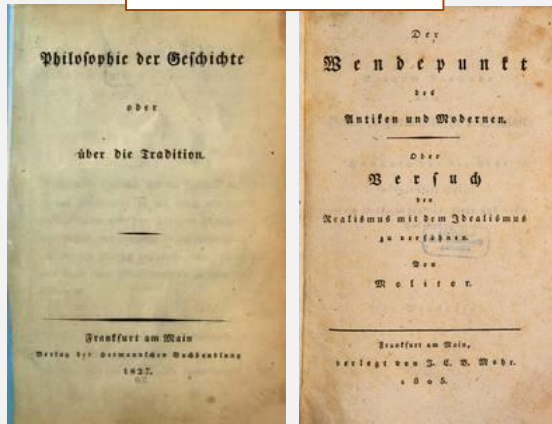 Philosophie der Geschichte
oder
über die Tradition.
Frankfurt am Main
Verlag der Hermannschen Buchhandlung
1827.
Der
Wendepunkt
des
Antiken und Modernen.
Oder
Versuch
den
Realismus mit dem Idealismus
zu versöhnen.
Von
Molitor.
Frankfurt am Main,
verlegt von J. C. B. Mohr.
1805.